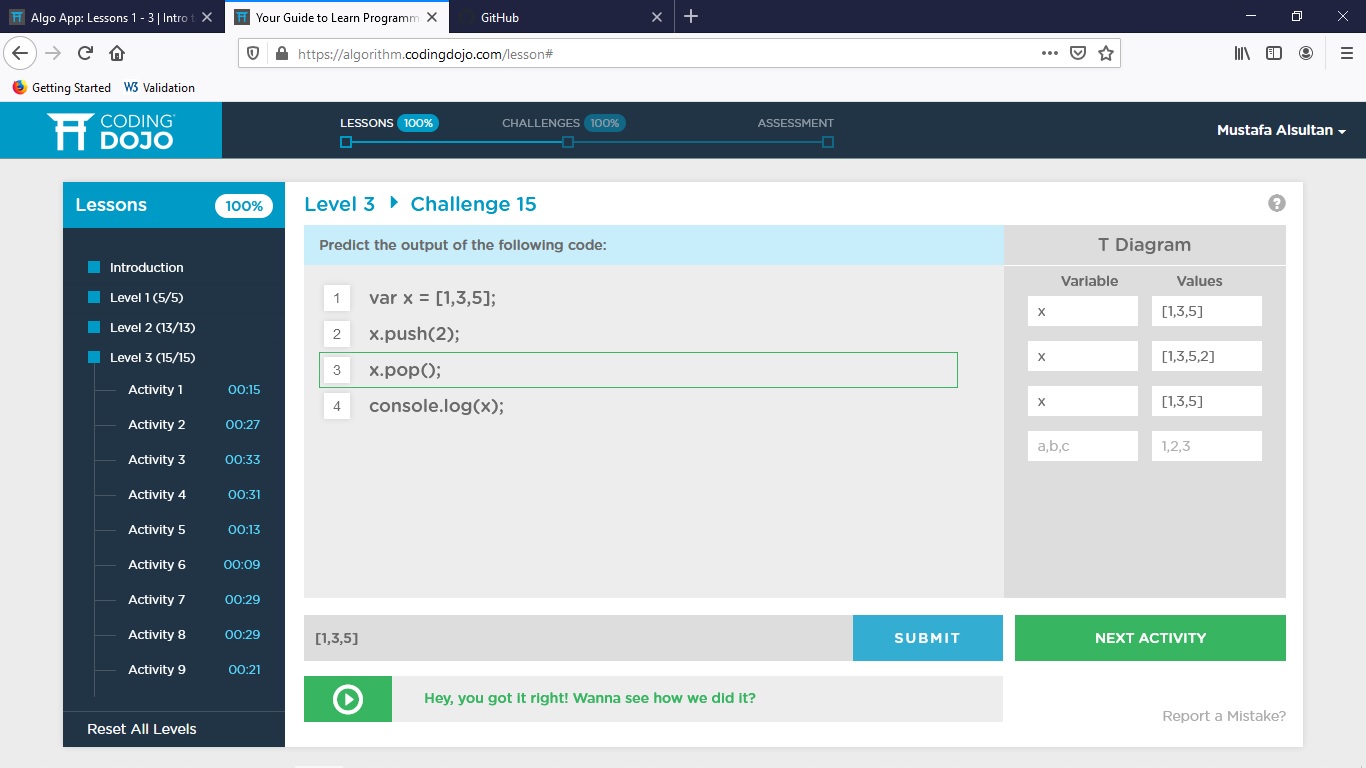 Algo App: Lessons 1 - 3 | Intro
Your Guide to Learn Programm
GitHub
https://algorithm.codingdojo.com/lesson#
Getting Started
W3 Validation
CODING
DOJO
LESSONS 100%
CHALLENGES 100%
ASSESSMENT
Mustafa Alsultan
Lessons 100%
Introduction
Level 1 (5/5)
Level 2 (13/13)
Level 3 (15/15)
Activity 1 00:15
Activity 2 00:27
Activity 3 00:33
Activity 4 00:31
Activity 5 00:13
Activity 6 00:09
Activity 7 00:29
Activity 8 00:29
Activity 9 00:21
Reset All Levels
Level 3 Challenge 15
?
Predict the output of the following code:
1 var x = [1,3,5];
2 x.push(2);
3 x.pop();
4 console.log(x);
T Diagram
Variable Values
x [1,3,5]
x [1,3,5,2]
x [1,3,5]
a,b,c 1,2,3
[1,3,5]
SUBMIT
NEXT ACTIVITY
Hey, you got it right! Wanna see how we did it?
Report a Mistake?